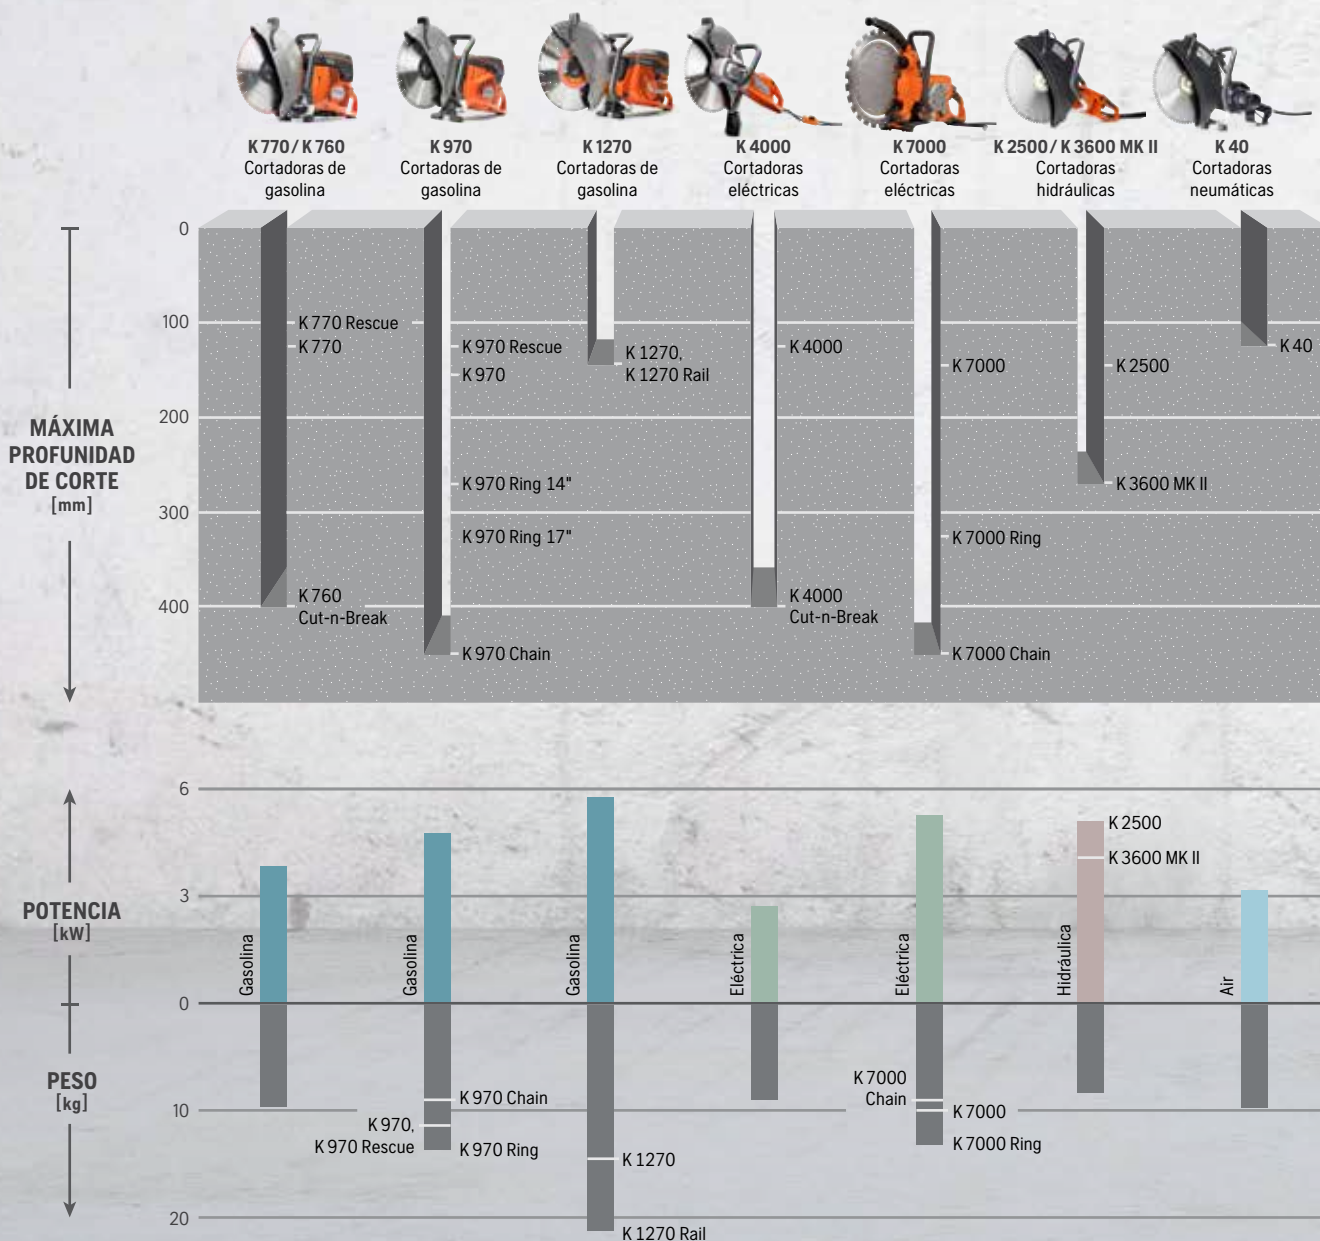 K 770 / K 760
Cortadoras de
gasolina
K 970
Cortadoras de
gasolina
K 1270
Cortadoras de
gasolina
K 4000
Cortadoras
eléctricas
K 7000
Cortadoras
eléctricas
K 2500 / K 3600 MK II
Cortadoras
hidráulicas
K 40
Cortadoras
neumáticas
MÁXIMA
PROFUNIDAD
DE CORTE
[mm]
0
100
200
300
400
K 770 Rescue
K 770
K 760
Cut-n-Break
K 970 Rescue
K 970
K 970 Ring 14"
K 970 Ring 17"
K 970 Chain
K 1270,
K 1270 Rail
K 4000
K 4000
Cut-n-Break
K 7000
K 7000 Ring
K 7000 Chain
K 2500
K 3600 MK II
K 40
POTENCIA
[kW]
6
3
0
Gasolina
Gasolina
Gasolina
Eléctrica
Eléctrica
Hidráulica
K 2500
K 3600 MK II
Air
PESO
[kg]
10
20
K 970 Chain
K 970,
K 970 Rescue
K 970 Ring
K 1270
K 1270 Rail
K 7000
Chain
K 7000
K 7000 Ring